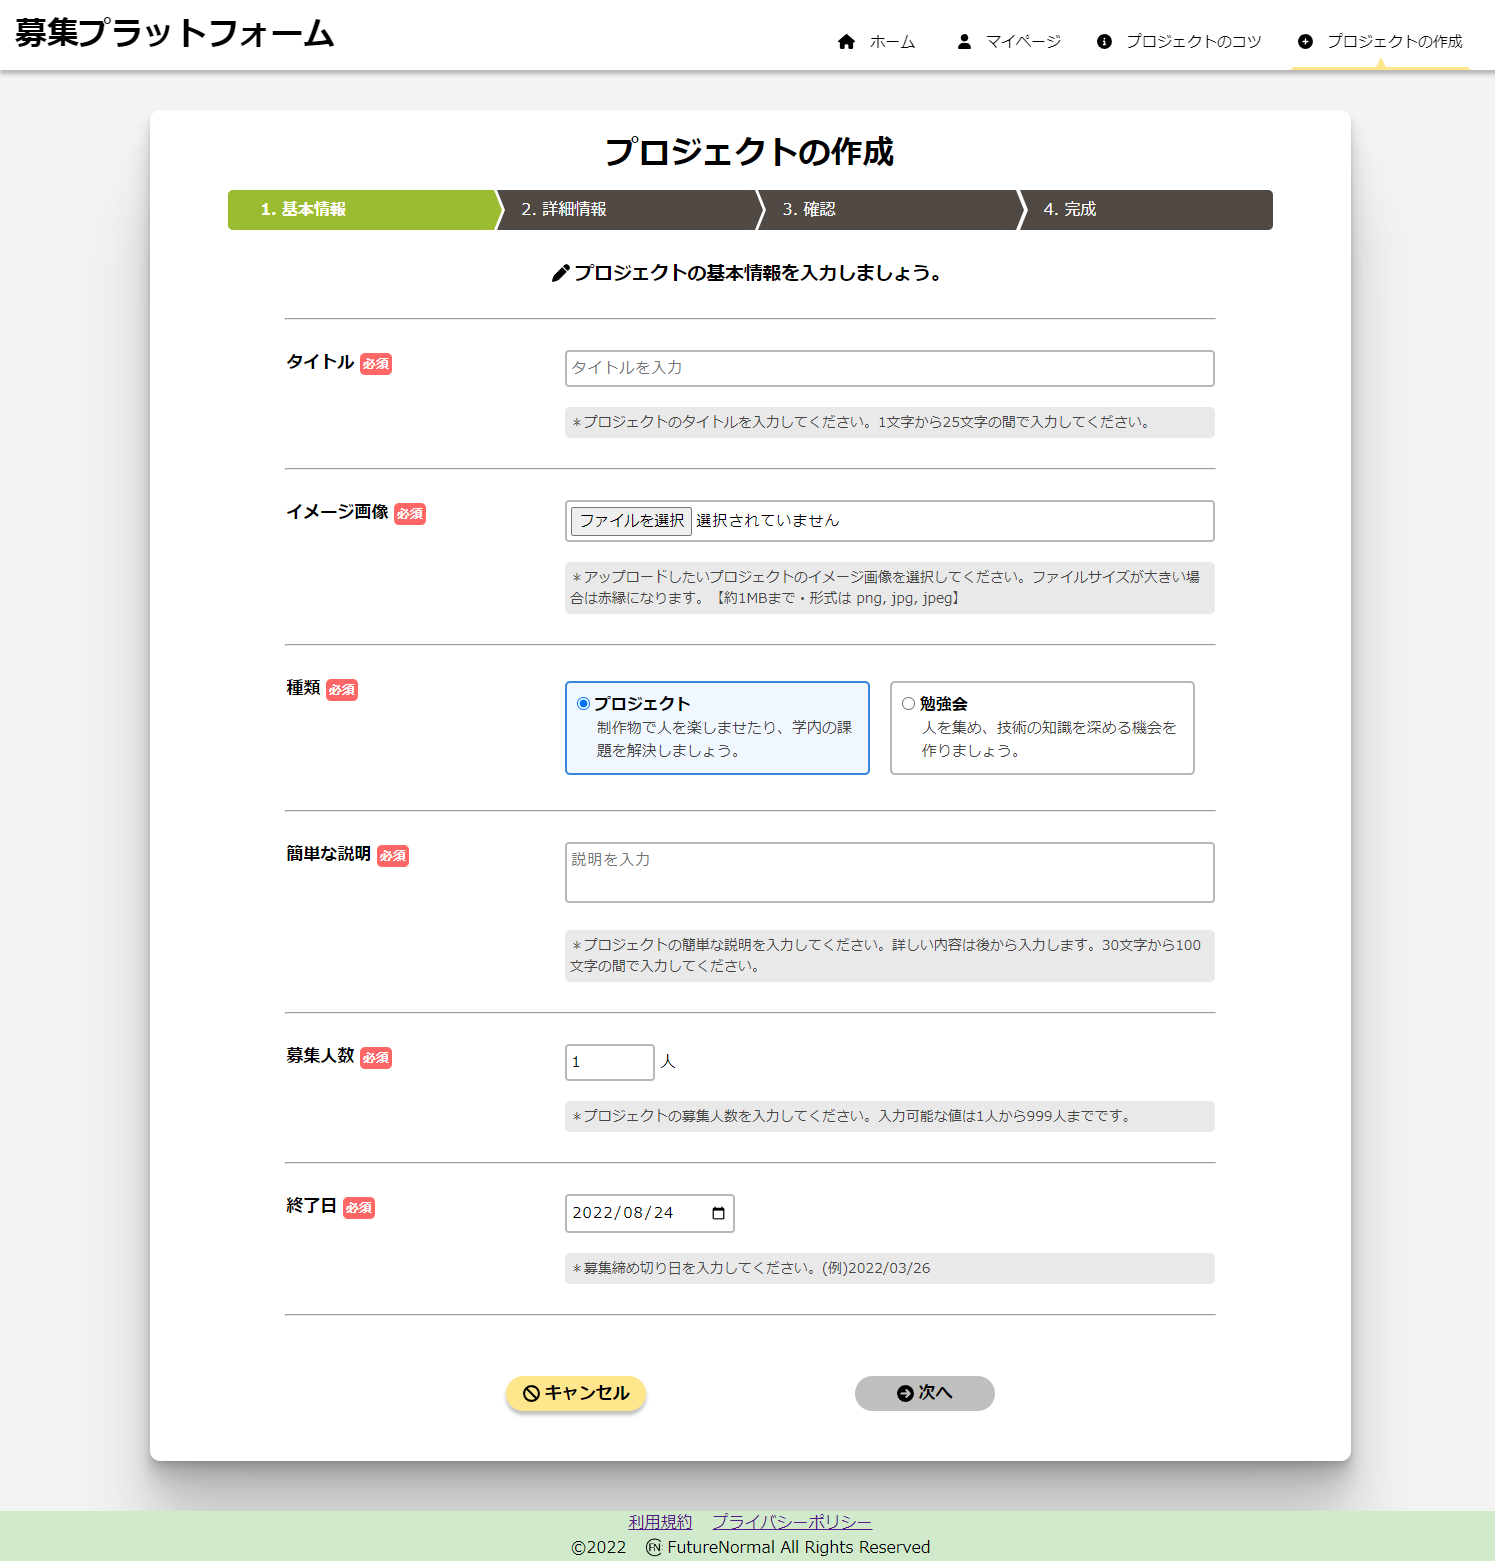 募集プラットフォーム
ホーム マイページ プロジェクトのコツ プロジェクトの作成
プロジェクトの作成
1. 基本情報 2. 詳細情報 3. 確認 4. 完成
プロジェクトの基本情報を入力しましょう。
タイトル 必須
タイトルを入力
＊プロジェクトのタイトルを入力してください。1文字から25文字の間で入力してください。
イメージ画像 必須
ファイルを選択 選択されていません
＊アップロードしたいプロジェクトのイメージ画像を選択してください。ファイルサイズが大きい場
合は赤縁になります。【約1MBまで・形式は png, jpg, jpeg】
種類 必須
プロジェクト
制作物で人を楽しませたり、学内の課
題を解決しましょう。
勉強会
人を集め、技術の知識を深める機会を
作りましょう。
簡単な説明 必須
説明を入力
＊プロジェクトの簡単な説明を入力してください。詳しい内容は後から入力します。30文字から100
文字の間で入力してください。
募集人数 必須
1 人
＊プロジェクトの募集人数を入力してください。入力可能な値は1人から999人までです。
終了日 必須
2022/08/24
＊募集締め切り日を入力してください。(例)2022/03/26
キャンセル 次へ
利用規約 プライバシーポリシー
©2022 FN FutureNormal All Rights Reserved